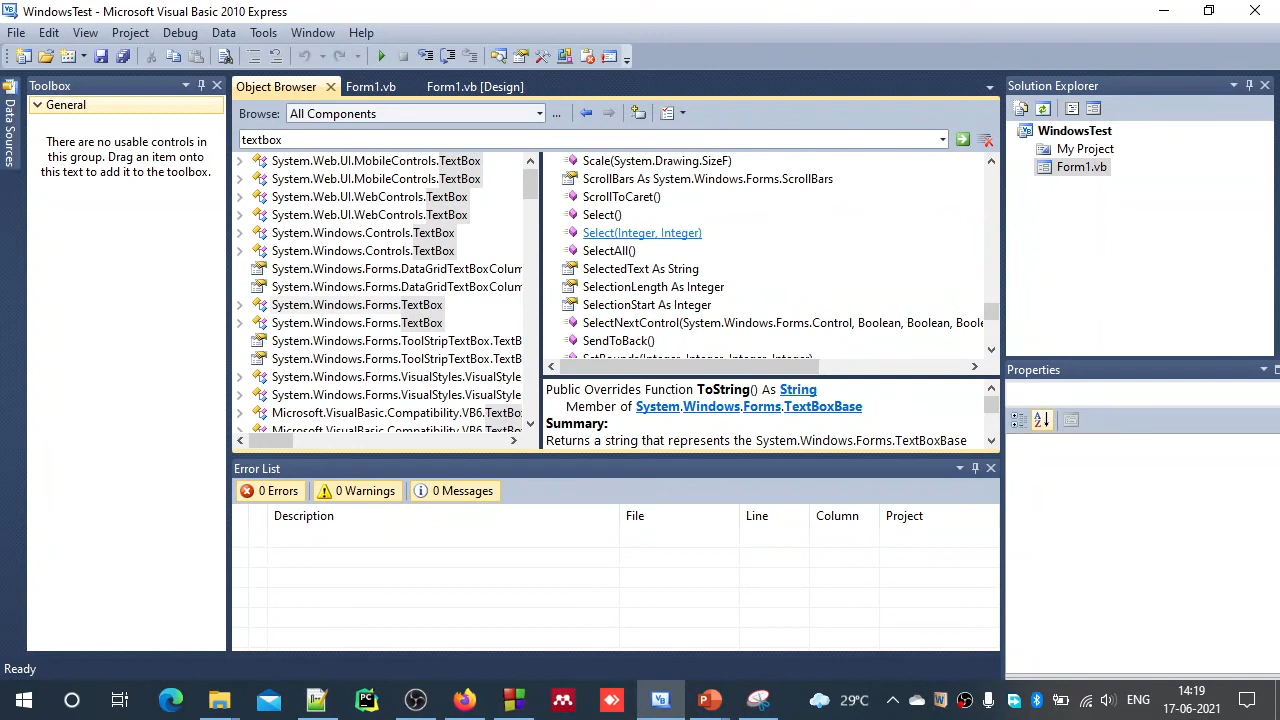 WindowsTest - Microsoft Visual Basic 2010 Express
File Edit View Project Debug Data Tools Window Help
Data Sources
Toolbox
General
There are no usable controls in
this group. Drag an item onto
this text to add it to the toolbox.
Object Browser Form1.vb Form1.vb [Design]
Browse: All Components ...
textbox
System.Web.UI.MobileControls.TextBox
System.Web.UI.MobileControls.TextBox
System.Web.UI.WebControls.TextBox
System.Web.UI.WebControls.TextBox
System.Windows.Controls.TextBox
System.Windows.Controls.TextBox
System.Windows.Forms.DataGridTextBoxColum
System.Windows.Forms.DataGridTextBoxColum
System.Windows.Forms.TextBox
System.Windows.Forms.TextBox
System.Windows.Forms.ToolStripTextBox.TextB
System.Windows.Forms.ToolStripTextBox.TextB
System.Windows.Forms.VisualStyles.VisualStyle
System.Windows.Forms.VisualStyles.VisualStyle
Microsoft.VisualBasic.Compatibility.VB6.TextBo
Microsoft.VisualBasic.Compatibility.VB6.TextBo
Scale(System.Drawing.SizeF)
ScrollBars As System.Windows.Forms.ScrollBars
ScrollToCaret()
Select()
Select(Integer, Integer)
SelectAll()
SelectedText As String
SelectionLength As Integer
SelectionStart As Integer
SelectNextControl(System.Windows.Forms.Control, Boolean, Boolean, Boole
SendToBack()
SetBounds(Integer, Integer, Integer, Integer)
Public Overrides Function ToString() As String
Member of System.Windows.Forms.TextBoxBase
Summary:
Returns a string that represents the System.Windows.Forms.TextBoxBase
Error List
0 Errors 0 Warnings 0 Messages
Description File Line Column Project
Solution Explorer
WindowsTest
My Project
Form1.vb
Properties
Ready
29°C ENG 14:19
17-06-2021